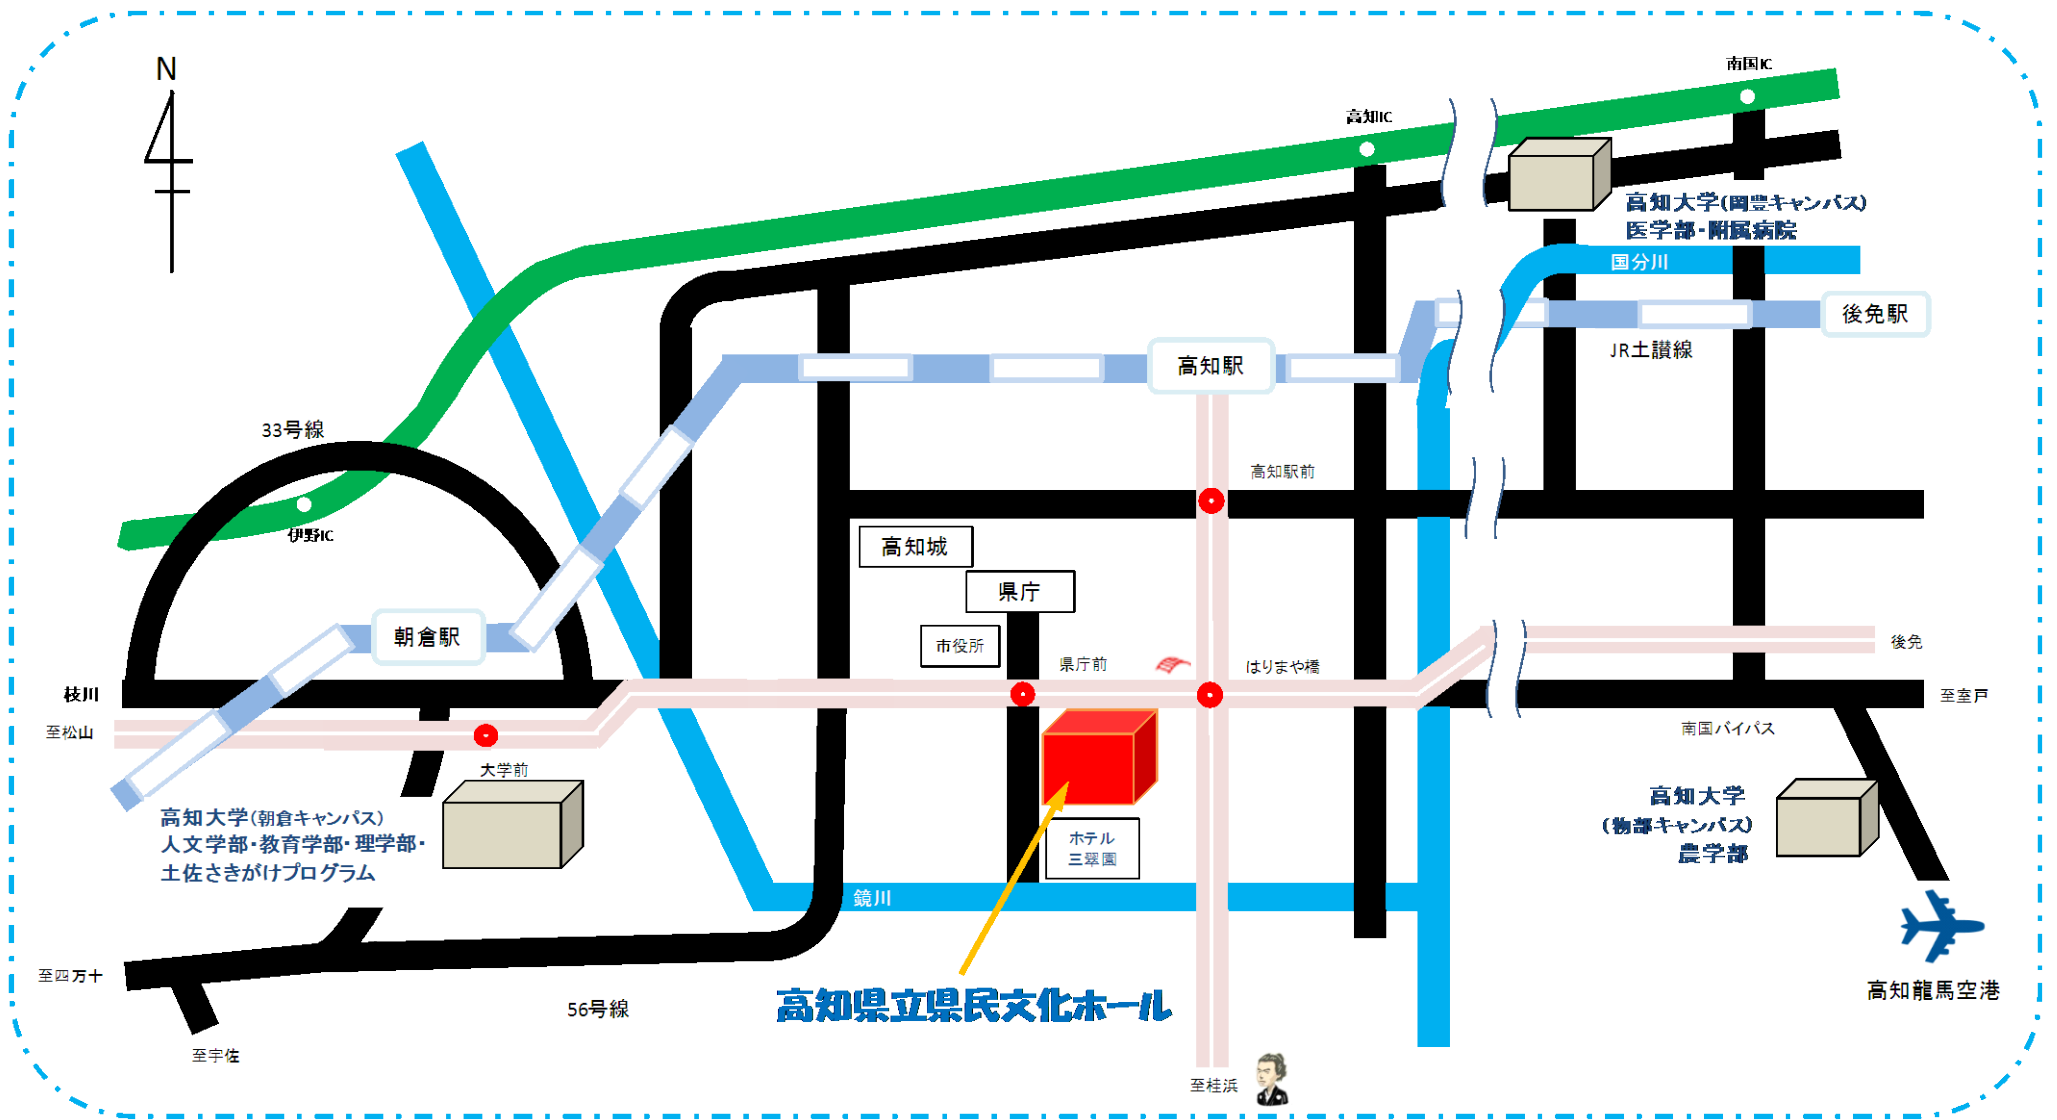 N
南国IC
高知IC
高知大学(岡豊キャンパス)
医学部・附属病院
国分川
後免駅
JR土讃線
高知駅
33号線
高知駅前
伊野IC
高知城
県庁
朝倉駅
市役所
県庁前
はりまや橋
後免
枝川
至室戸
至松山
南国バイパス
大学前
高知大学(朝倉キャンパス)
人文学部・教育学部・理学部・
土佐さきがけプログラム
高知大学
(物部キャンパス)
農学部
ホテル
三翠園
鏡川
至四万十
高知県立県民文化ホール
56号線
高知龍馬空港
至宇佐
至桂浜